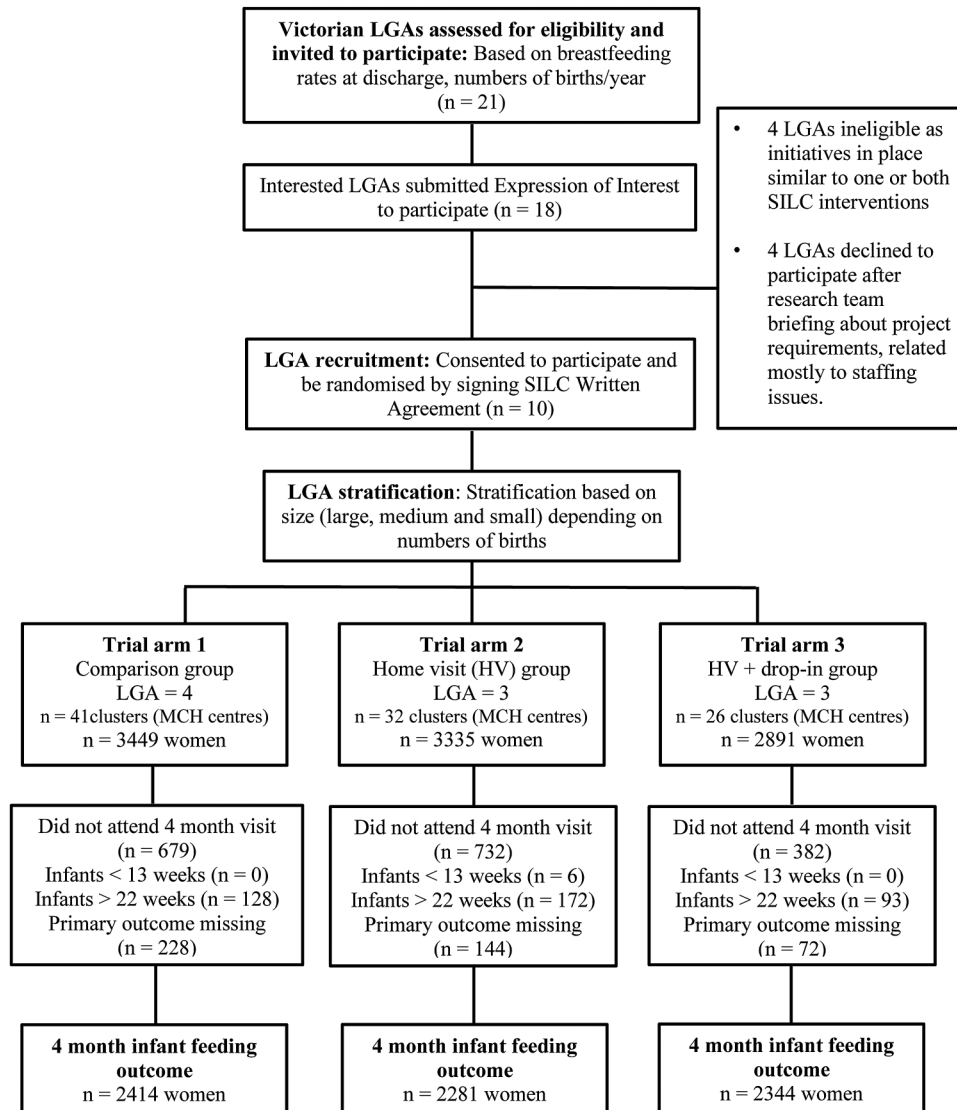 Victorian LGAs assessed for eligibility and
invited to participate: Based on breastfeeding
rates at discharge, numbers of births/year
(n = 21)
Interested LGAs submitted Expression of Interest
to participate (n = 18)
• 4 LGAs ineligible as
initiatives in place
similar to one or both
SILC interventions
• 4 LGAs declined to
participate after
research team
briefing about project
requirements, related
mostly to staffing
issues.
LGA recruitment: Consented to participate and
be randomised by signing SILC Written
Agreement (n = 10)
LGA stratification: Stratification based on
size (large, medium and small) depending on
numbers of births
Trial arm 1
Comparison group
LGA = 4
n = 41clusters (MCH centres)
n = 3449 women
Trial arm 2
Home visit (HV) group
LGA = 3
n = 32 clusters (MCH centres)
n = 3335 women
Trial arm 3
HV + drop-in group
LGA = 3
n = 26 clusters (MCH centres)
n = 2891 women
Did not attend 4 month visit
(n = 679)
Infants < 13 weeks (n = 0)
Infants > 22 weeks (n = 128)
Primary outcome missing
(n = 228)
Did not attend 4 month visit
(n = 732)
Infants < 13 weeks (n = 6)
Infants > 22 weeks (n = 172)
Primary outcome missing
(n = 144)
Did not attend 4 month visit
(n = 382)
Infants < 13 weeks (n = 0)
Infants > 22 weeks (n = 93)
Primary outcome missing
(n = 72)
4 month infant feeding
outcome
n = 2414 women
4 month infant feeding
outcome
n = 2281 women
4 month infant feeding
outcome
n = 2344 women